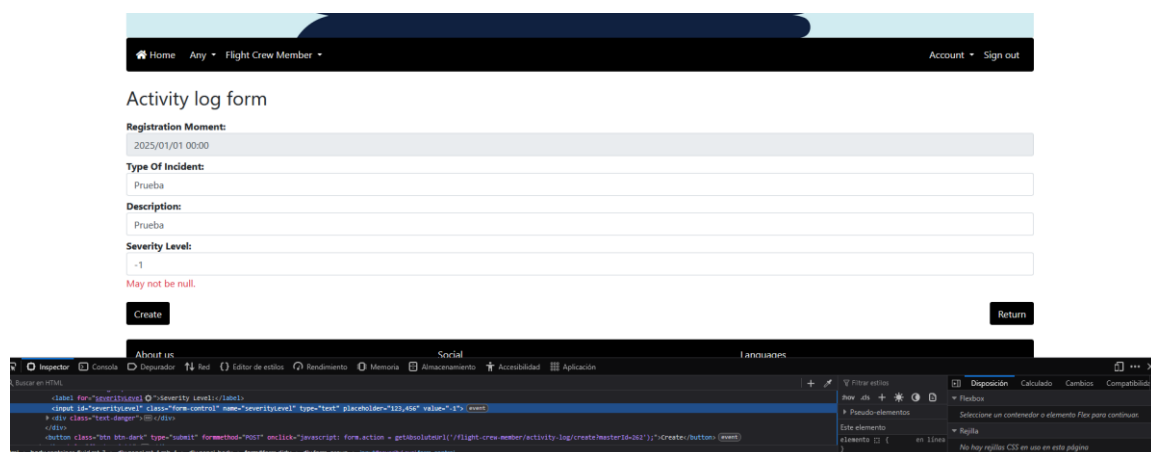 Home Any Flight Crew Member Account Sign out
Activity log form
Registration Moment:
2025/01/01 00:00
Type Of Incident:
Prueba
Description:
Prueba
Severity Level:
-1
May not be null.
Create Return
About us Social Languages
Inspector Consola Depurador Red {} Editor de estilos Rendimiento Memoria Almacenamiento Accesibilidad Aplicación
Buscar en HTML + Filtrar estilos Disposición Calculado Cambios Compatibilida
<label for="severityLevel">Severity Level:</label> :hov .cls + Flexbox
<input id="severityLevel" class="form-control" name="severityLevel" type="text" placeholder="123,456" value="-1"> event Pseudo-elementos Seleccione un contenedor o elemento Flex para continuar.
<div class="text-danger"></div> Este elemento
</div> Rejilla
<button class="btn btn-dark" type="submit" formmethod="POST" onclick="javascript: form.action = getAbsoluteUrl('/flight-crew-member/activity-log/create?masterId=262');">Create</button> event elemento { en línea
} No hay rejillas CSS en uso en esta página